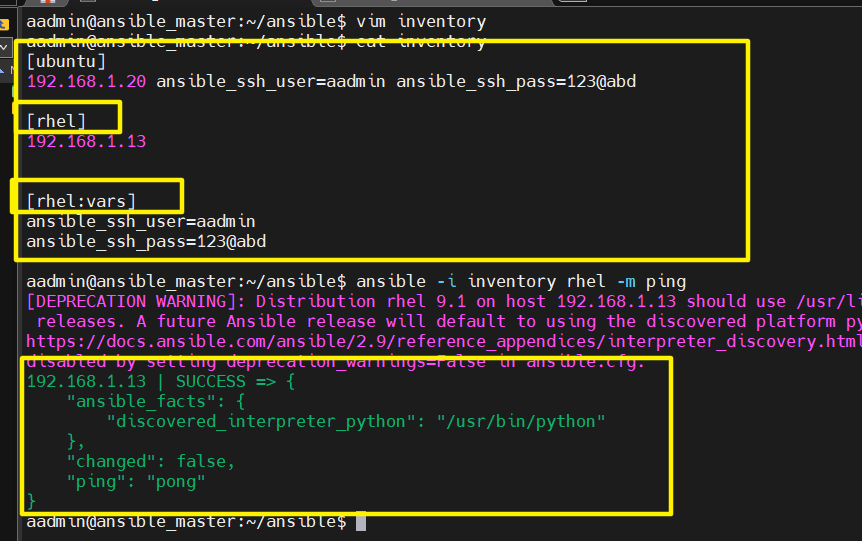 aadmin@ansible_master:~/ansible$ vim inventory
aadmin@ansible_master:~/ansible$ cat inventory
[ubuntu]
192.168.1.20 ansible_ssh_user=aadmin ansible_ssh_pass=123@abd
[rhel]
192.168.1.13
[rhel:vars]
ansible_ssh_user=aadmin
ansible_ssh_pass=123@abd
aadmin@ansible_master:~/ansible$ ansible -i inventory rhel -m ping
[DEPRECATION WARNING]: Distribution rhel 9.1 on host 192.168.1.13 should use /usr/li
releases. A future Ansible release will default to using the discovered platform py
https://docs.ansible.com/ansible/2.9/reference_appendices/interpreter_discovery.html
disabled by setting deprecation_warnings=False in ansible.cfg.
192.168.1.13 | SUCCESS => {
    "ansible_facts": {
        "discovered_interpreter_python": "/usr/bin/python"
    },
    "changed": false,
    "ping": "pong"
}
aadmin@ansible_master:~/ansible$